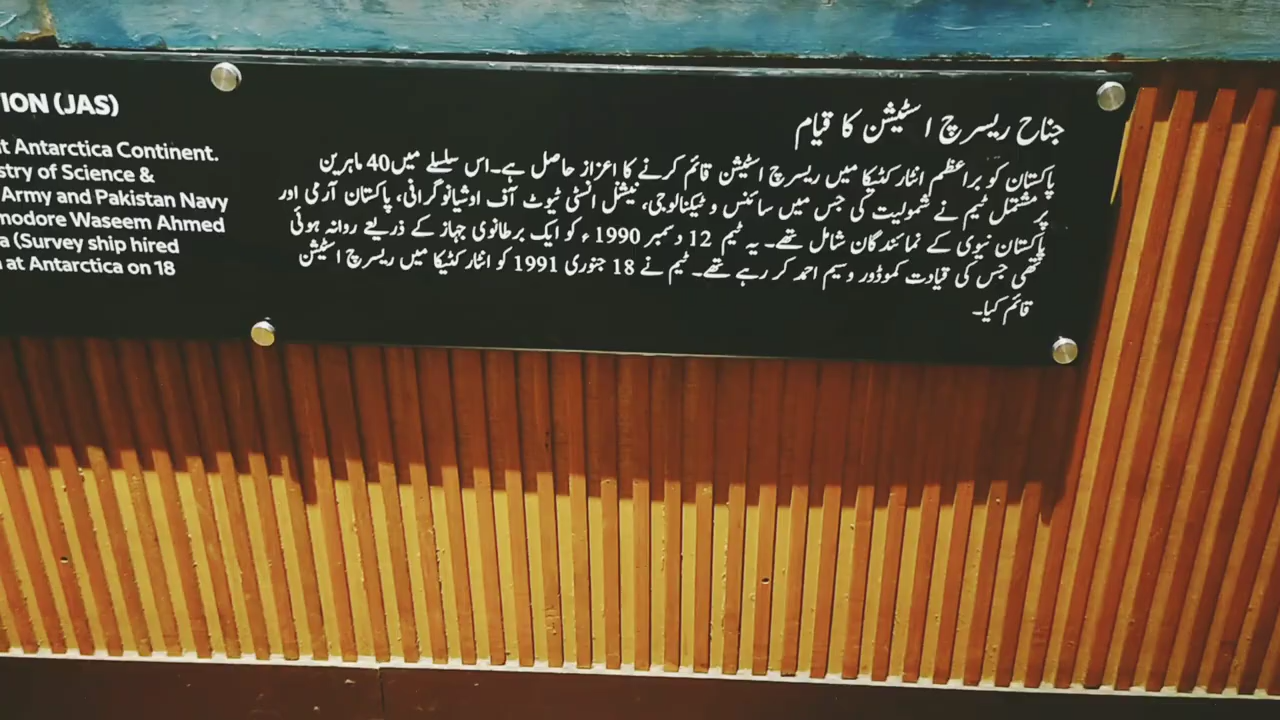 ION (JAS)
t Antarctica Continent.
stry of Science &
Army and Pakistan Navy
modore Waseem Ahmed
a (Survey ship hired
at Antarctica on 18
جناح ریسرچ اسٹیشن کا قیام
پاکستان کو براعظم انٹارکٹیکا میں ریسرچ اسٹیشن قائم کرنے کا اعزاز حاصل ہے۔اس سلسلے میں40 ماہرین
پر مشتمل ٹیم نے شمولیت کی جس میں سائنس و ٹیکنالوجی، نیشنل انسٹی ٹیوٹ آف اوشیانوگرافی، پاکستان آرمی اور
پاکستان نیوی کے نمائندگان شامل تھے۔ یہ ٹیم 12 دسمبر 1990 ء کو ایک برطانوی جہاز کے ذریعے روانہ ہوئی
تھی جس کی قیادت کموڈور وسیم احمد کر رہے تھے۔ ٹیم نے 18 جنوری 1991 کو انٹارکٹیکا میں ریسرچ اسٹیشن
قائم کیا۔